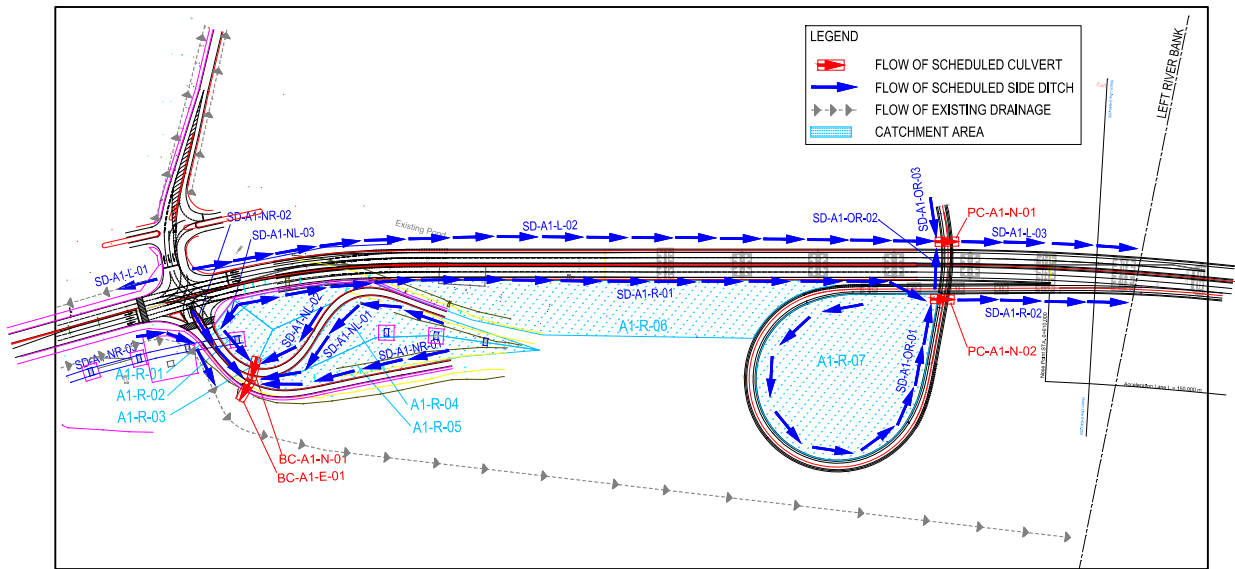 LEGEND
FLOW OF SCHEDULED CULVERT
FLOW OF SCHEDULED SIDE DITCH
FLOW OF EXISTING DRAINAGE
CATCHMENT AREA
LEFT RIVER BANK
SD-A1-OR-03
SD-A1-OR-02
PC-A1-N-01
SD-A1-L-03
SD-A1-NR-02
SD-A1-NL-03
Existing Pond
SD-A1-L-02
SD-A1-L-01
SD-A1-NL-02
SD-A1-R-01
SD-A1-R-02
SD-A1-NL-01
A1-R-06
PC-A1-N-02
SD-A1-NR-01
A1-R-07
SD-A1-OR-01
A1-R-01
A1-R-02
A1-R-03
A1-R-04
A1-R-05
Acceleration Lane L = 150.000 m
BC-A1-N-01
BC-A1-E-01